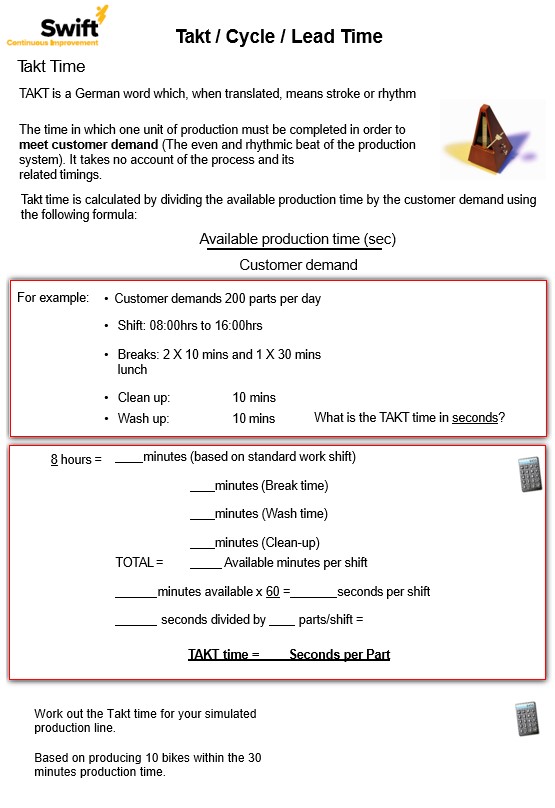 Swift
Continuous Improvement
Takt / Cycle / Lead Time
Takt Time
TAKT is a German word which, when translated, means stroke or rhythm
The time in which one unit of production must be completed in order to
meet customer demand (The even and rhythmic beat of the production
system). It takes no account of the process and its
related timings.
Takt time is calculated by dividing the available production time by the customer demand using
the following formula:
Available production time (sec)
Customer demand
For example: • Customer demands 200 parts per day
• Shift: 08:00hrs to 16:00hrs
• Breaks: 2 X 10 mins and 1 X 30 mins
lunch
• Clean up: 10 mins
• Wash up: 10 mins What is the TAKT time in seconds?
8 hours = ____minutes (based on standard work shift)
____minutes (Break time)
____minutes (Wash time)
____minutes (Clean-up)
TOTAL = _____ Available minutes per shift
______minutes available x 60 =_______seconds per shift
______ seconds divided by ____ parts/shift =
TAKT time = ____ Seconds per Part
Work out the Takt time for your simulated
production line.
Based on producing 10 bikes within the 30
minutes production time.